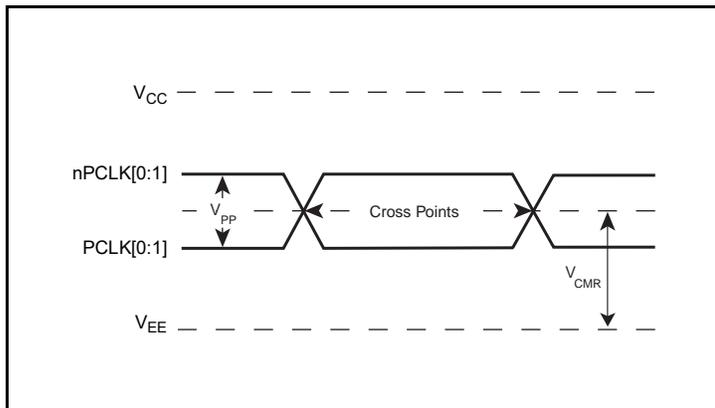 VCC
nPCLK[0:1]
VPP
Cross Points
PCLK[0:1]
VCMR
VEE